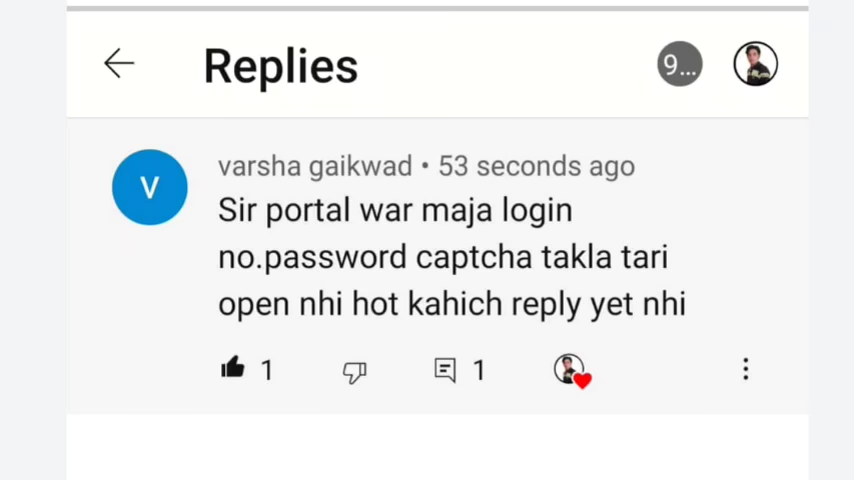 Replies
9...
V
varsha gaikwad • 53 seconds ago
Sir portal war maja login
no.password captcha takla tari
open nhi hot kahich reply yet nhi
1
1